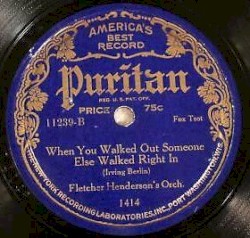 AMERICA'S
BEST
RECORD
Puritan
REG. U.S. PAT. OFF.
PRICE 75c
11239-B Fox Trot
When You Walked Out Someone
Else Walked Right In
(Irving Berlin)
Fletcher Henderson's Orch.
1414
THE NEW YORK RECORDING LABORATORIES, INC. PORT WASHINGTON, WIS.